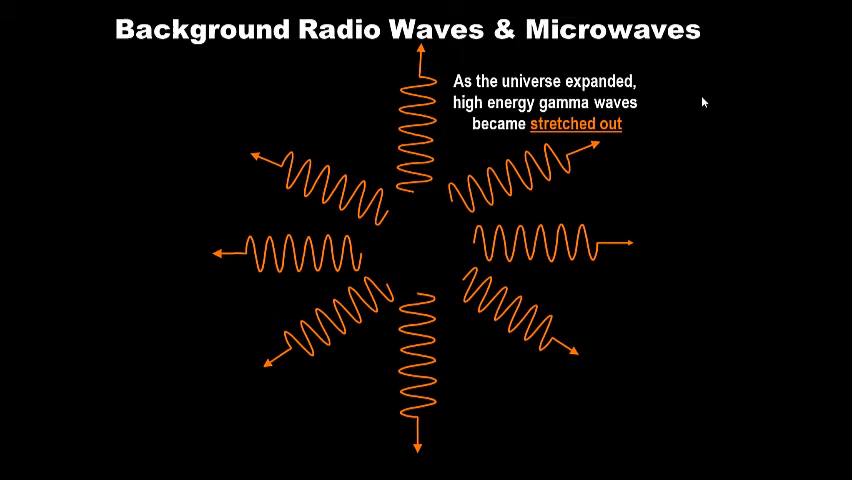 Background Radio Waves & Microwaves
As the universe expanded,
high energy gamma waves
became stretched out